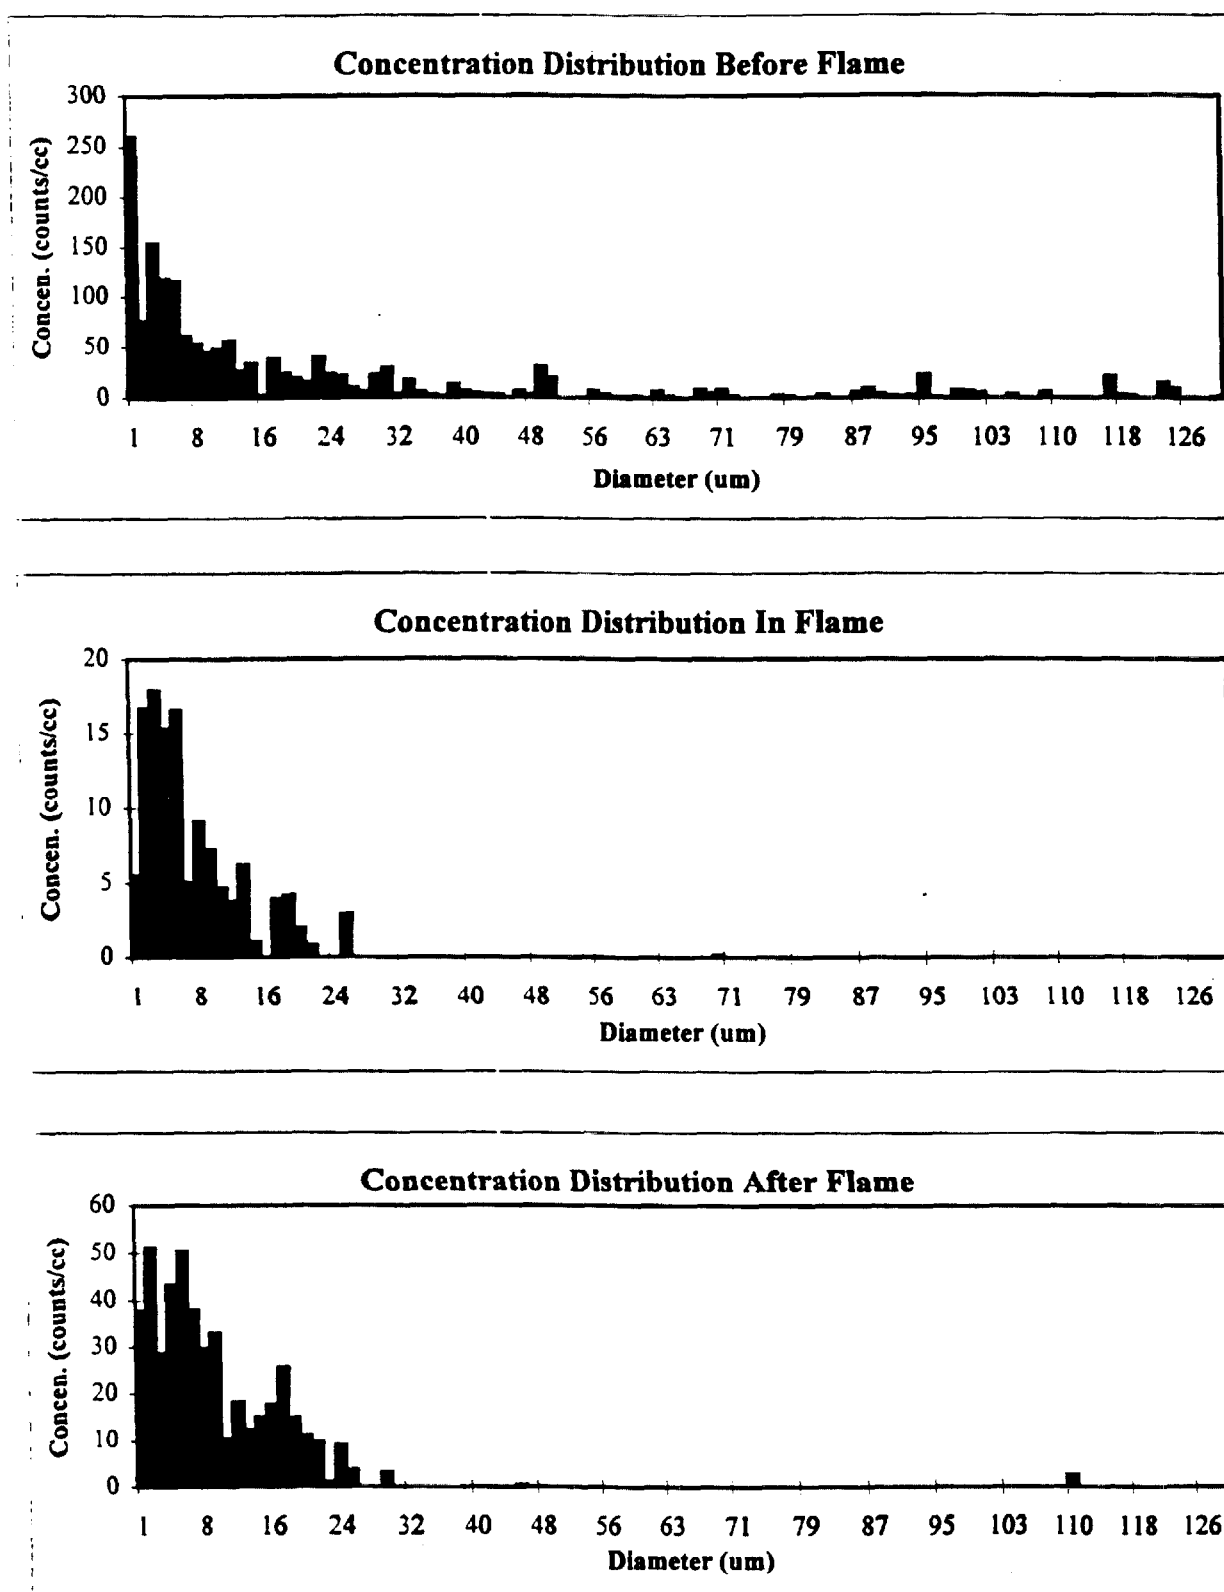 Concentration Distribution Before Flame
300
250
200
150
100
50
0
Concen. (counts/cc)
1 8 16 24 32 40 48 56 63 71 79 87 95 103 110 118 126
Diameter (um)
Concentration Distribution In Flame
20
15
10
5
0
Concen. (counts/cc)
1 8 16 24 32 40 48 56 63 71 79 87 95 103 110 118 126
Diameter (um)
Concentration Distribution After Flame
60
50
40
30
20
10
0
Concen. (counts/cc)
1 8 16 24 32 40 48 56 63 71 79 87 95 103 110 118 126
Diameter (um)